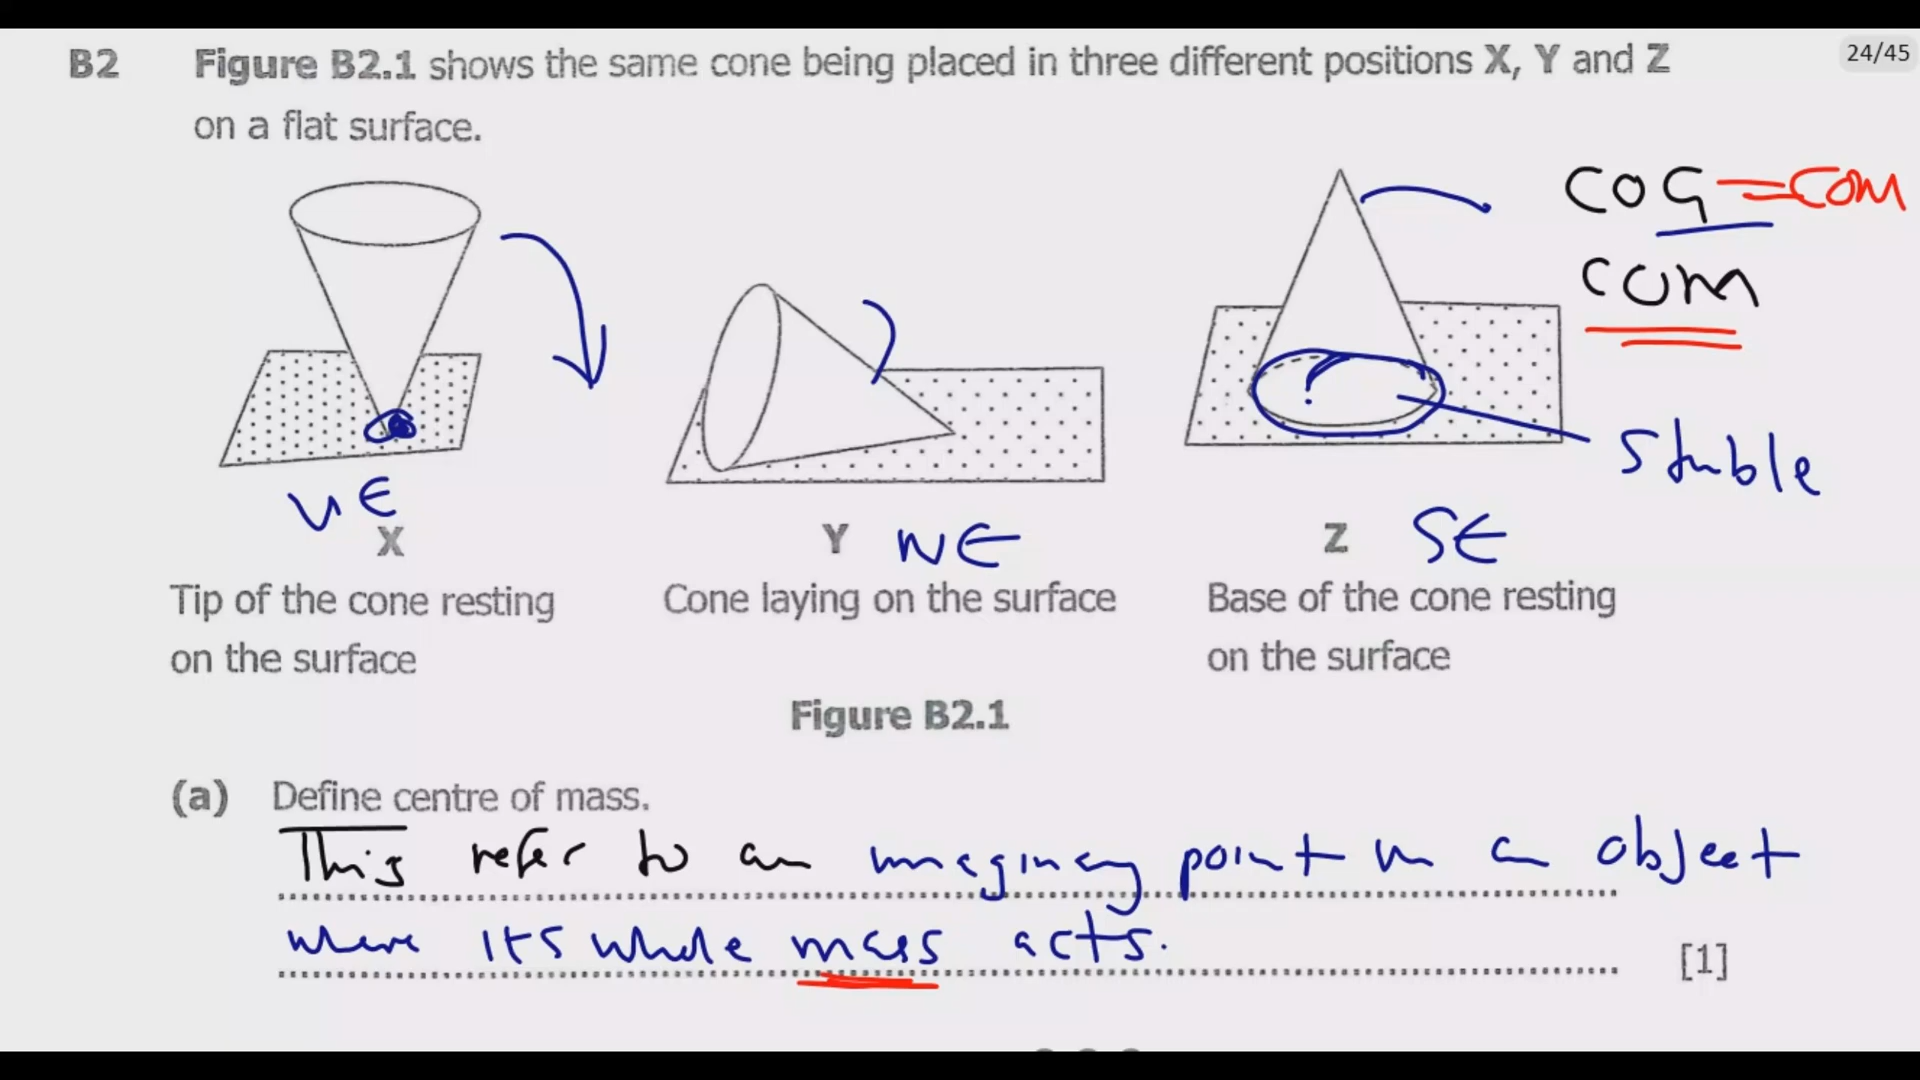 B2 Figure B2.1 shows the same cone being placed in three different positions X, Y and Z
24/45
on a flat surface.
COG = COM
COM
stable
UE
X
Y NE
Z SE
Tip of the cone resting
on the surface
Cone laying on the surface
Base of the cone resting
on the surface
Figure B2.1
(a) Define centre of mass.
This refer to an imaginary point in an object
where its whole mass acts.
[1]